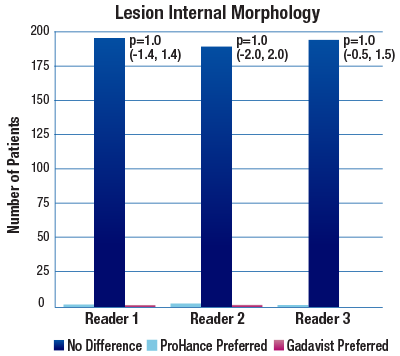 Lesion Internal Morphology
Number of Patients
200
175
150
125
100
75
50
25
0
p=1.0
(-1.4, 1.4)
p=1.0
(-2.0, 2.0)
p=1.0
(-0.5, 1.5)
Reader 1 Reader 2 Reader 3
No Difference ProHance Preferred Gadavist Preferred